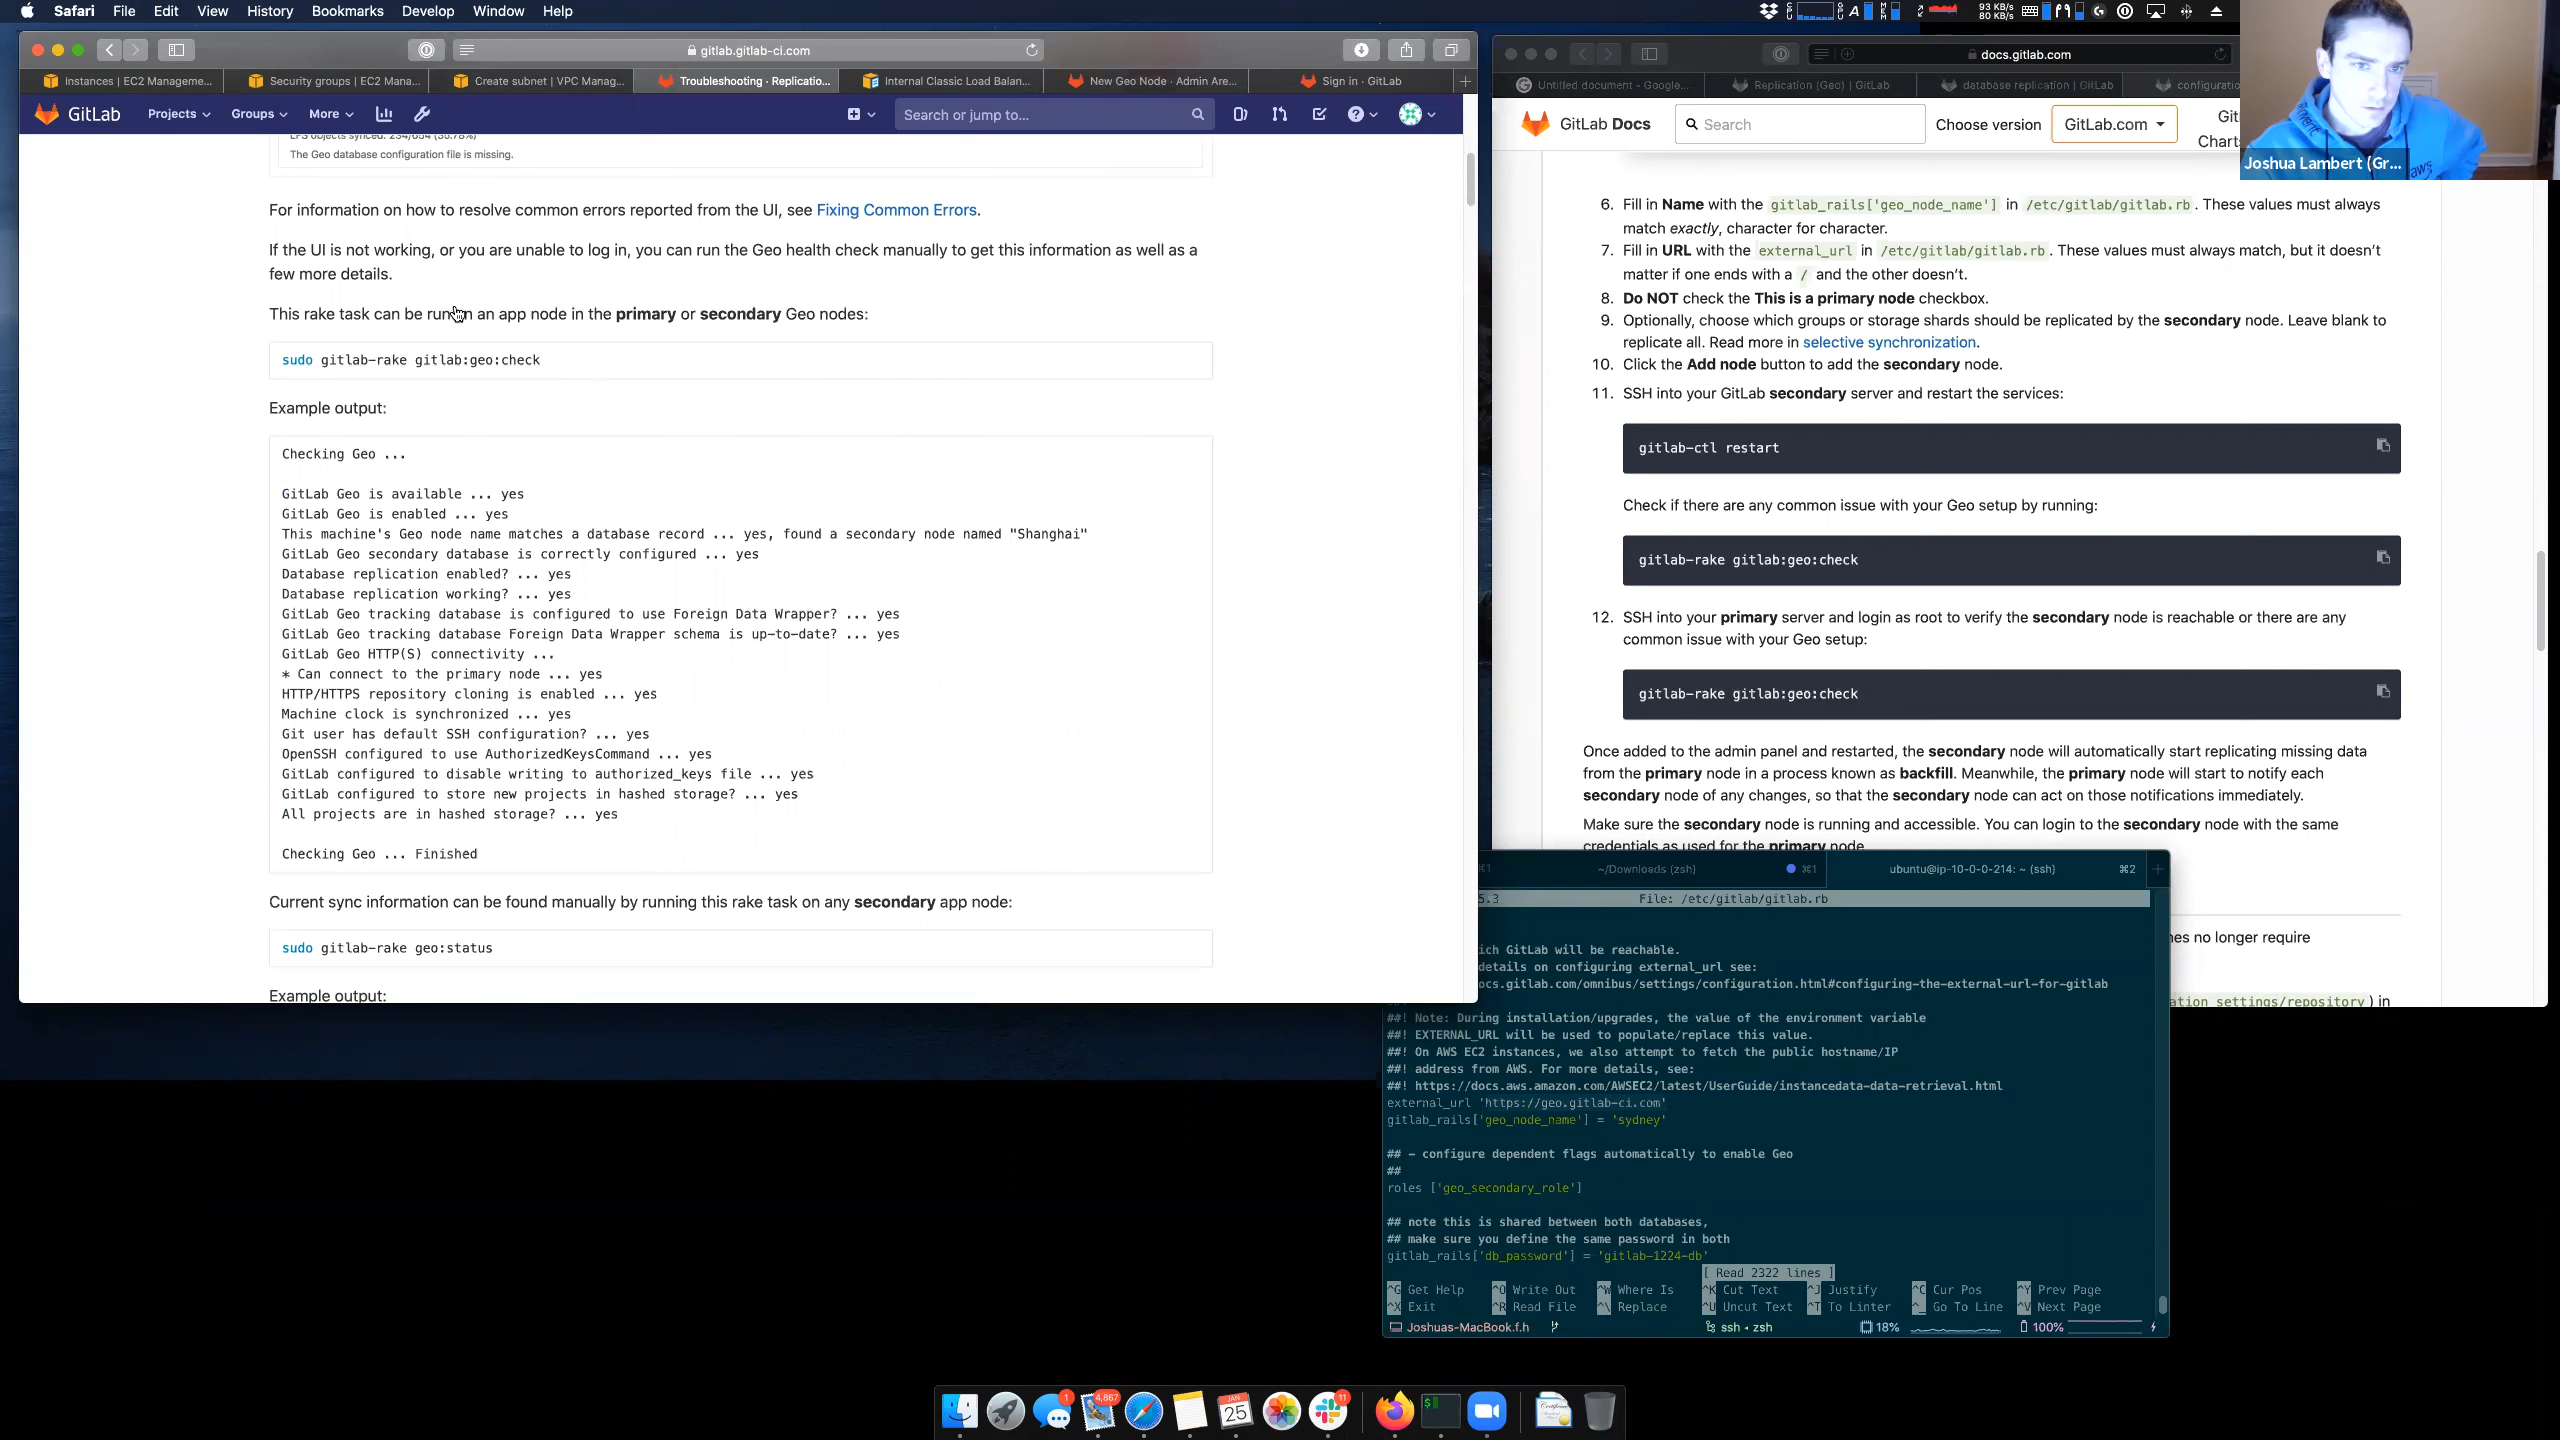 Safari File Edit View History Bookmarks Develop Window Help
93 KB/s
80 KB/s
gitlab.gitlab-ci.com
Instances | EC2 Manageme...
Security groups | EC2 Mana...
Create subnet | VPC Manag...
Troubleshooting · Replicatio...
Internal Classic Load Balan...
New Geo Node · Admin Are...
Sign in · GitLab
GitLab Projects Groups More Search or jump to...
The Geo database configuration file is missing.
For information on how to resolve common errors reported from the UI, see Fixing Common Errors.
If the UI is not working, or you are unable to log in, you can run the Geo health check manually to get this information as well as a
few more details.
This rake task can be run on an app node in the primary or secondary Geo nodes:
sudo gitlab-rake gitlab:geo:check
Example output:
Checking Geo ...
GitLab Geo is available ... yes
GitLab Geo is enabled ... yes
This machine's Geo node name matches a database record ... yes, found a secondary node named "Shanghai"
GitLab Geo secondary database is correctly configured ... yes
Database replication enabled? ... yes
Database replication working? ... yes
GitLab Geo tracking database is configured to use Foreign Data Wrapper? ... yes
GitLab Geo tracking database Foreign Data Wrapper schema is up-to-date? ... yes
GitLab Geo HTTP(S) connectivity ...
* Can connect to the primary node ... yes
HTTP/HTTPS repository cloning is enabled ... yes
Machine clock is synchronized ... yes
Git user has default SSH configuration? ... yes
OpenSSH configured to use AuthorizedKeysCommand ... yes
GitLab configured to disable writing to authorized_keys file ... yes
GitLab configured to store new projects in hashed storage? ... yes
All projects are in hashed storage? ... yes
Checking Geo ... Finished
Current sync information can be found manually by running this rake task on any secondary app node:
sudo gitlab-rake geo:status
Example output:
docs.gitlab.com
Untitled document - Google...
Replication (Geo) | GitLab
database replication | GitLab
configuratio
GitLab Docs Search Choose version GitLab.com
Git
Chart
Joshua Lambert (Gr...
6. Fill in Name with the gitlab_rails['geo_node_name'] in /etc/gitlab/gitlab.rb. These values must always
match exactly, character for character.
7. Fill in URL with the external_url in /etc/gitlab/gitlab.rb. These values must always match, but it doesn't
matter if one ends with a / and the other doesn't.
8. Do NOT check the This is a primary node checkbox.
9. Optionally, choose which groups or storage shards should be replicated by the secondary node. Leave blank to
replicate all. Read more in selective synchronization.
10. Click the Add node button to add the secondary node.
11. SSH into your GitLab secondary server and restart the services:
gitlab-ctl restart
Check if there are any common issue with your Geo setup by running:
gitlab-rake gitlab:geo:check
12. SSH into your primary server and login as root to verify the secondary node is reachable or there are any
common issue with your Geo setup:
gitlab-rake gitlab:geo:check
Once added to the admin panel and restarted, the secondary node will automatically start replicating missing data
from the primary node in a process known as backfill. Meanwhile, the primary node will start to notify each
secondary node of any changes, so that the secondary node can act on those notifications immediately.
Make sure the secondary node is running and accessible. You can login to the secondary node with the same
credentials as used for the primary node
nes no longer require
ation settings/repository) in
⌘1 ~/Downloads (zsh) ⌘1 ubuntu@ip-10-0-0-214: ~ (ssh) ⌘2
5.3 File: /etc/gitlab/gitlab.rb
ich GitLab will be reachable.
details on configuring external_url see:
ocs.gitlab.com/omnibus/settings/configuration.html#configuring-the-external-url-for-gitlab
##! Note: During installation/upgrades, the value of the environment variable
##! EXTERNAL_URL will be used to populate/replace this value.
##! On AWS EC2 instances, we also attempt to fetch the public hostname/IP
##! address from AWS. For more details, see:
##! https://docs.aws.amazon.com/AWSEC2/latest/UserGuide/instancedata-data-retrieval.html
external_url 'https://geo.gitlab-ci.com'
gitlab_rails['geo_node_name'] = 'sydney'
## - configure dependent flags automatically to enable Geo
##
roles ['geo_secondary_role']
## note this is shared between both databases,
## make sure you define the same password in both
gitlab_rails['db_password'] = 'gitlab-1224-db'
[ Read 2322 lines ]
^G Get Help ^O Write Out ^W Where Is ^K Cut Text ^J Justify ^C Cur Pos ^Y Prev Page
^X Exit ^R Read File ^\ Replace ^U Uncut Text ^T To Linter ^_ Go To Line ^V Next Page
Joshuas-MacBook.f.h ssh • zsh 18% 100%
1 4,867 JAN 25 11